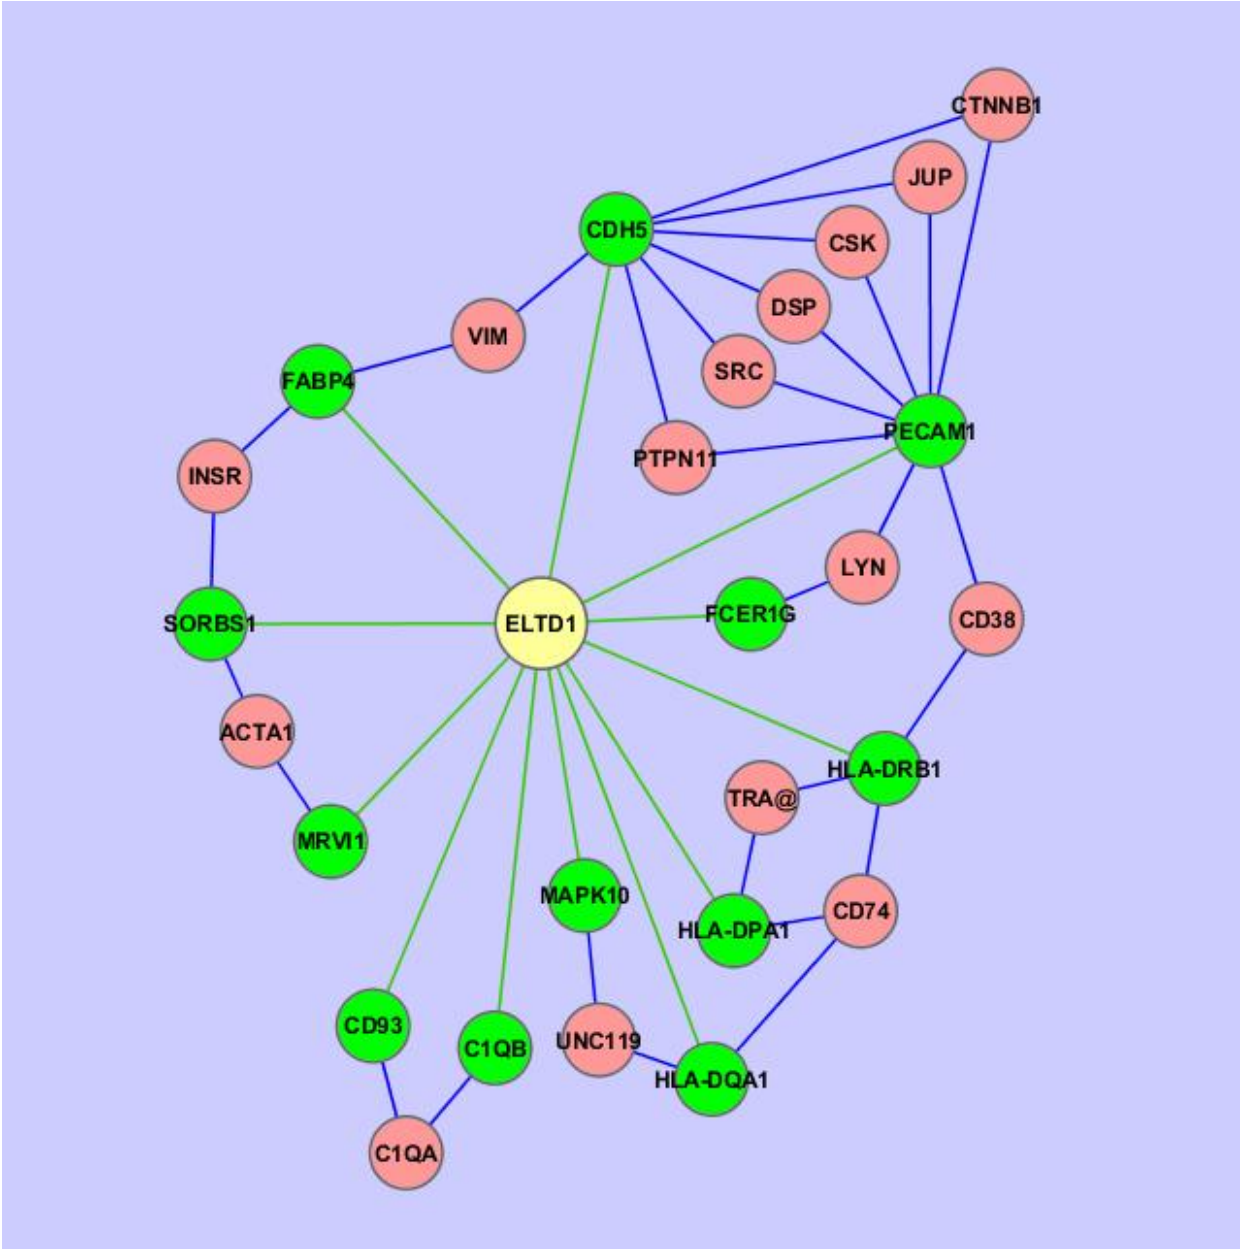 CTNNB1
JUP
CDH5
CSK
DSP
VIM
SRC
FABP4
PECAM1
PTPN11
INSR
LYN
FCER1G
CD38
SORBS1
ELTD1
ACTA1
HLA-DRB1
TRA@
MRVI1
MAPK10
CD74
HLA-DPA1
CD93
UNC119
C1QB
HLA-DQA1
C1QA